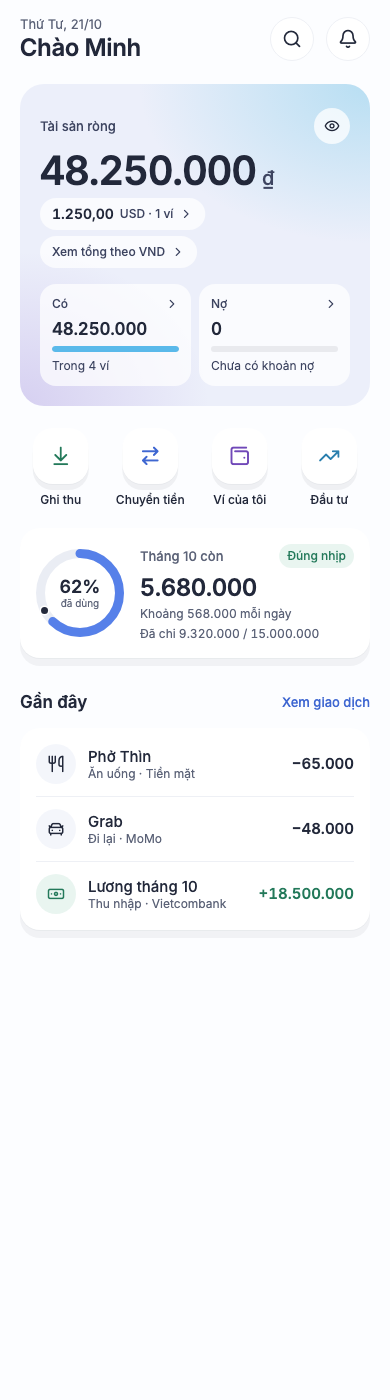 Thứ Tư, 21/10
Chào Minh
Tài sản ròng
48.250.000 ₫
1.250,00 USD · 1 ví
Xem tổng theo VND
Có
48.250.000
Trong 4 ví
Nợ
0
Chưa có khoản nợ
Ghi thu
Chuyển tiền
Ví của tôi
Đầu tư
62%
đã dùng
Tháng 10 còn
Đúng nhịp
5.680.000
Khoảng 568.000 mỗi ngày
Đã chi 9.320.000 / 15.000.000
Gần đây
Xem giao dịch
Phở Thìn
Ăn uống · Tiền mặt
−65.000
Grab
Đi lại · MoMo
−48.000
Lương tháng 10
Thu nhập · Vietcombank
+18.500.000